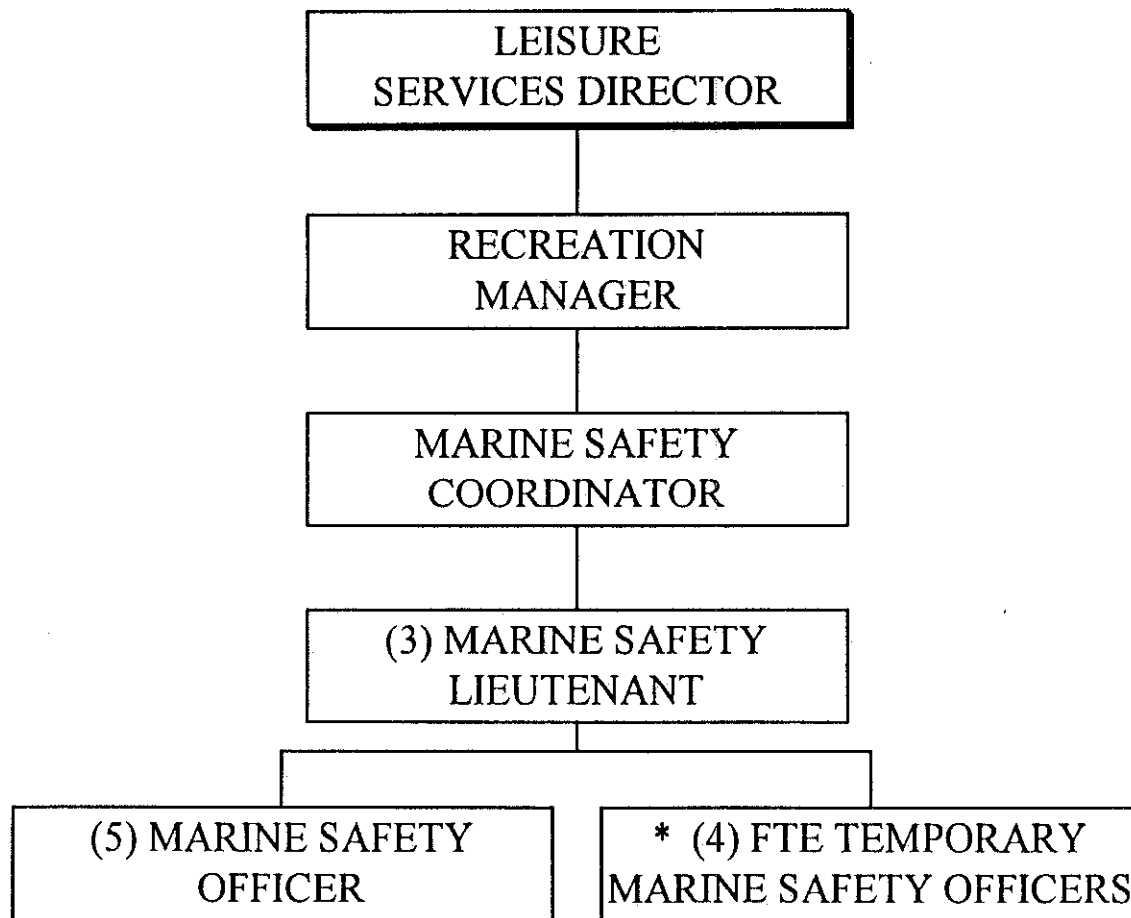 LEISURE
SERVICES DIRECTOR
RECREATION
MANAGER
MARINE SAFETY
COORDINATOR
(3) MARINE SAFETY
LIEUTENANT
(5) MARINE SAFETY
OFFICER
* (4) FTE TEMPORARY
MARINE SAFETY OFFICERS